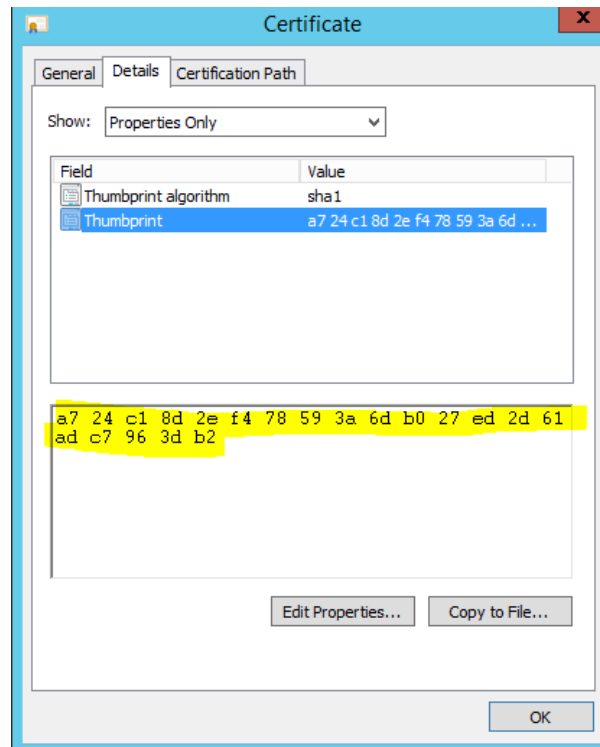 Certificate
x
General Details Certification Path
Show: Properties Only
Field Value
Thumbprint algorithm sha1
Thumbprint a7 24 c1 8d 2e f4 78 59 3a 6d ...
a7 24 c1 8d 2e f4 78 59 3a 6d b0 27 ed 2d 61
ad c7 96 3d b2
Edit Properties... Copy to File...
OK